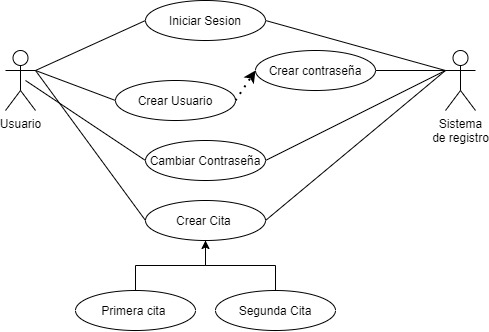 Iniciar Sesion
Crear contraseña
Crear Usuario
Usuario
Sistema
de registro
Cambiar Contraseña
Crear Cita
Primera cita
Segunda Cita